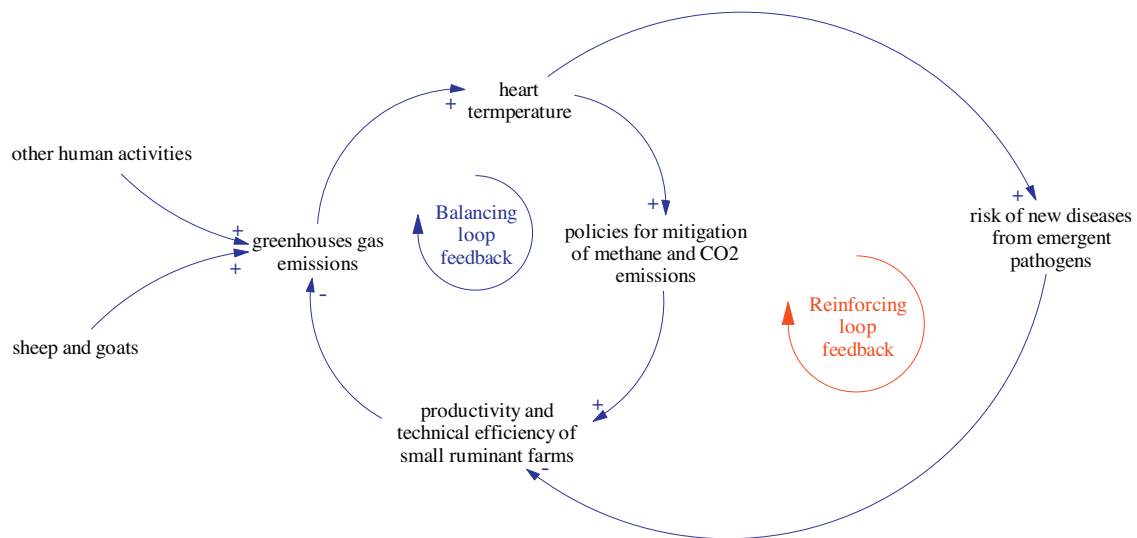 heart
termperature
+
other human activities
+
+
risk of new diseases
from emergent
pathogens
Balancing
loop
feedback
policies for mitigation
of methane and CO2
emissions
+
greenhouses gas
emissions
+
-
Reinforcing
loop
feedback
sheep and goats
+
productivity and
technical efficiency of
small ruminant farms
-